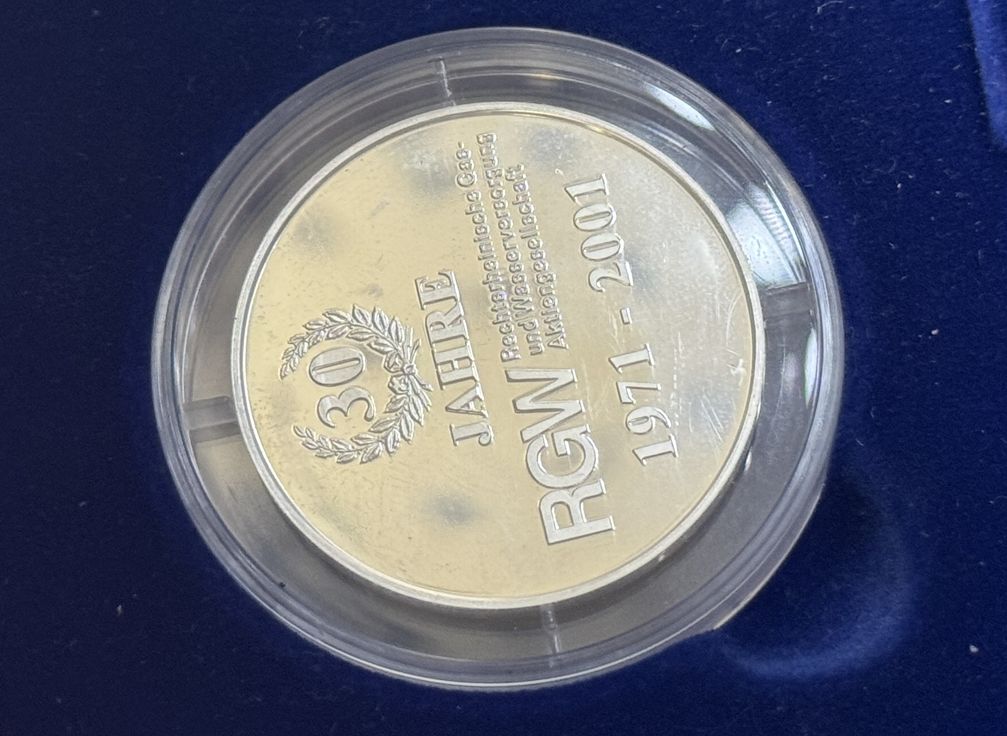 30
JAHRE
RGW
Rechtsrheinische Gas-
und Wasserversorgung
Aktiengesellschaft
1971 - 2001